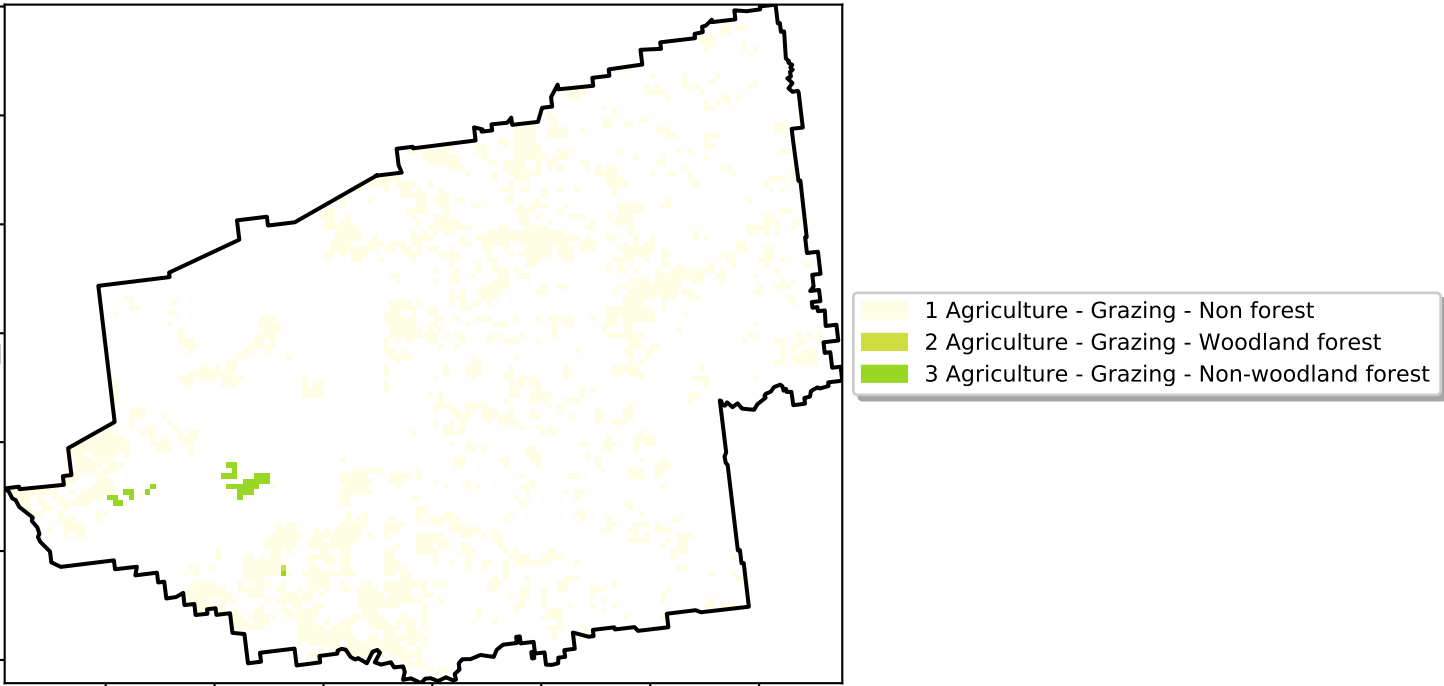 1 Agriculture - Grazing - Non forest
2 Agriculture - Grazing - Woodland forest
3 Agriculture - Grazing - Non-woodland forest